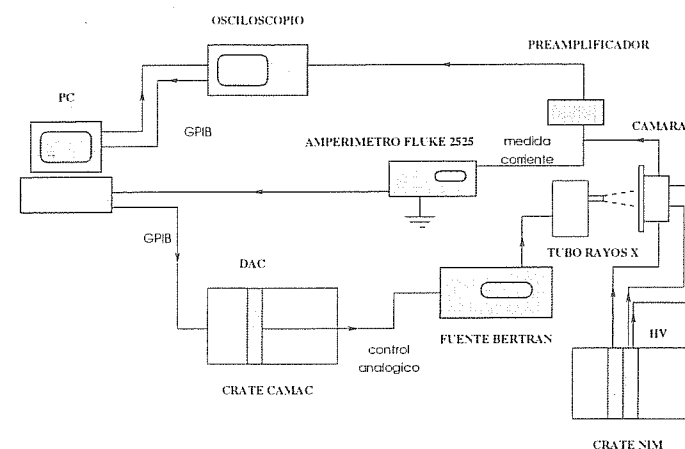 OSCILOSCOPIO
PREAMPLIFICADOR
PC
CAMARA
GPIB
AMPERIMETRO FLUKE 2525
medida
corriente
GPIB
TUBO RAYOS X
DAC
FUENTE BERTRAN
HV
control
analogico
CRATE CAMAC
CRATE NIM